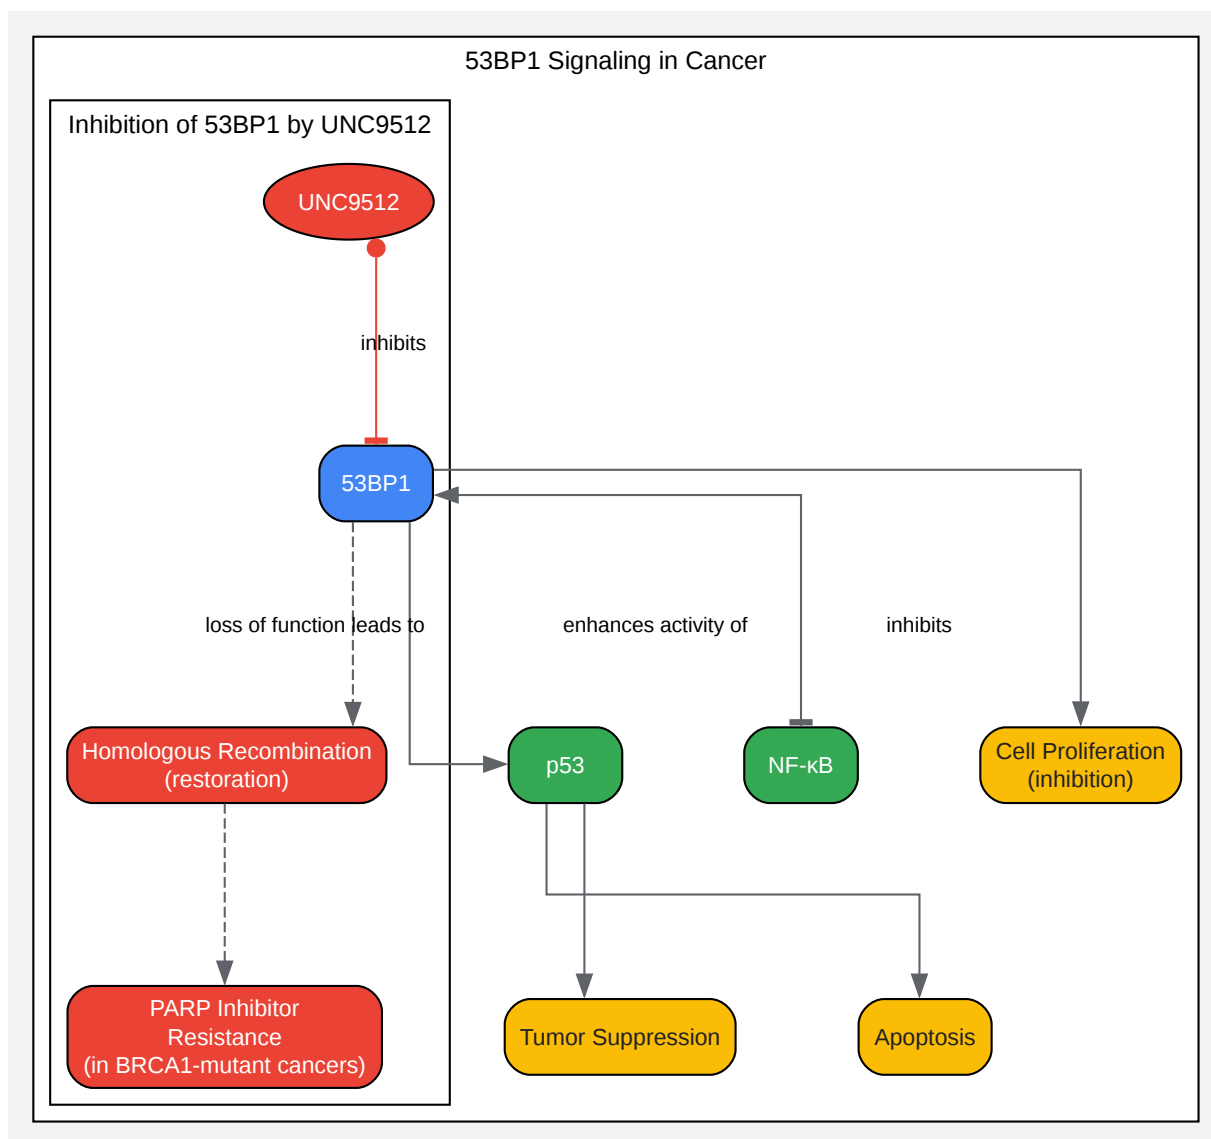 53BP1 Signaling in Cancer
Inhibition of 53BP1 by UNC9512
UNC9512
inhibits
53BP1
loss of function leads to
enhances activity of
inhibits
Homologous Recombination
(restoration)
p53
NF-κB
Cell Proliferation
(inhibition)
PARP Inhibitor
Resistance
(in BRCA1-mutant cancers)
Tumor Suppression
Apoptosis